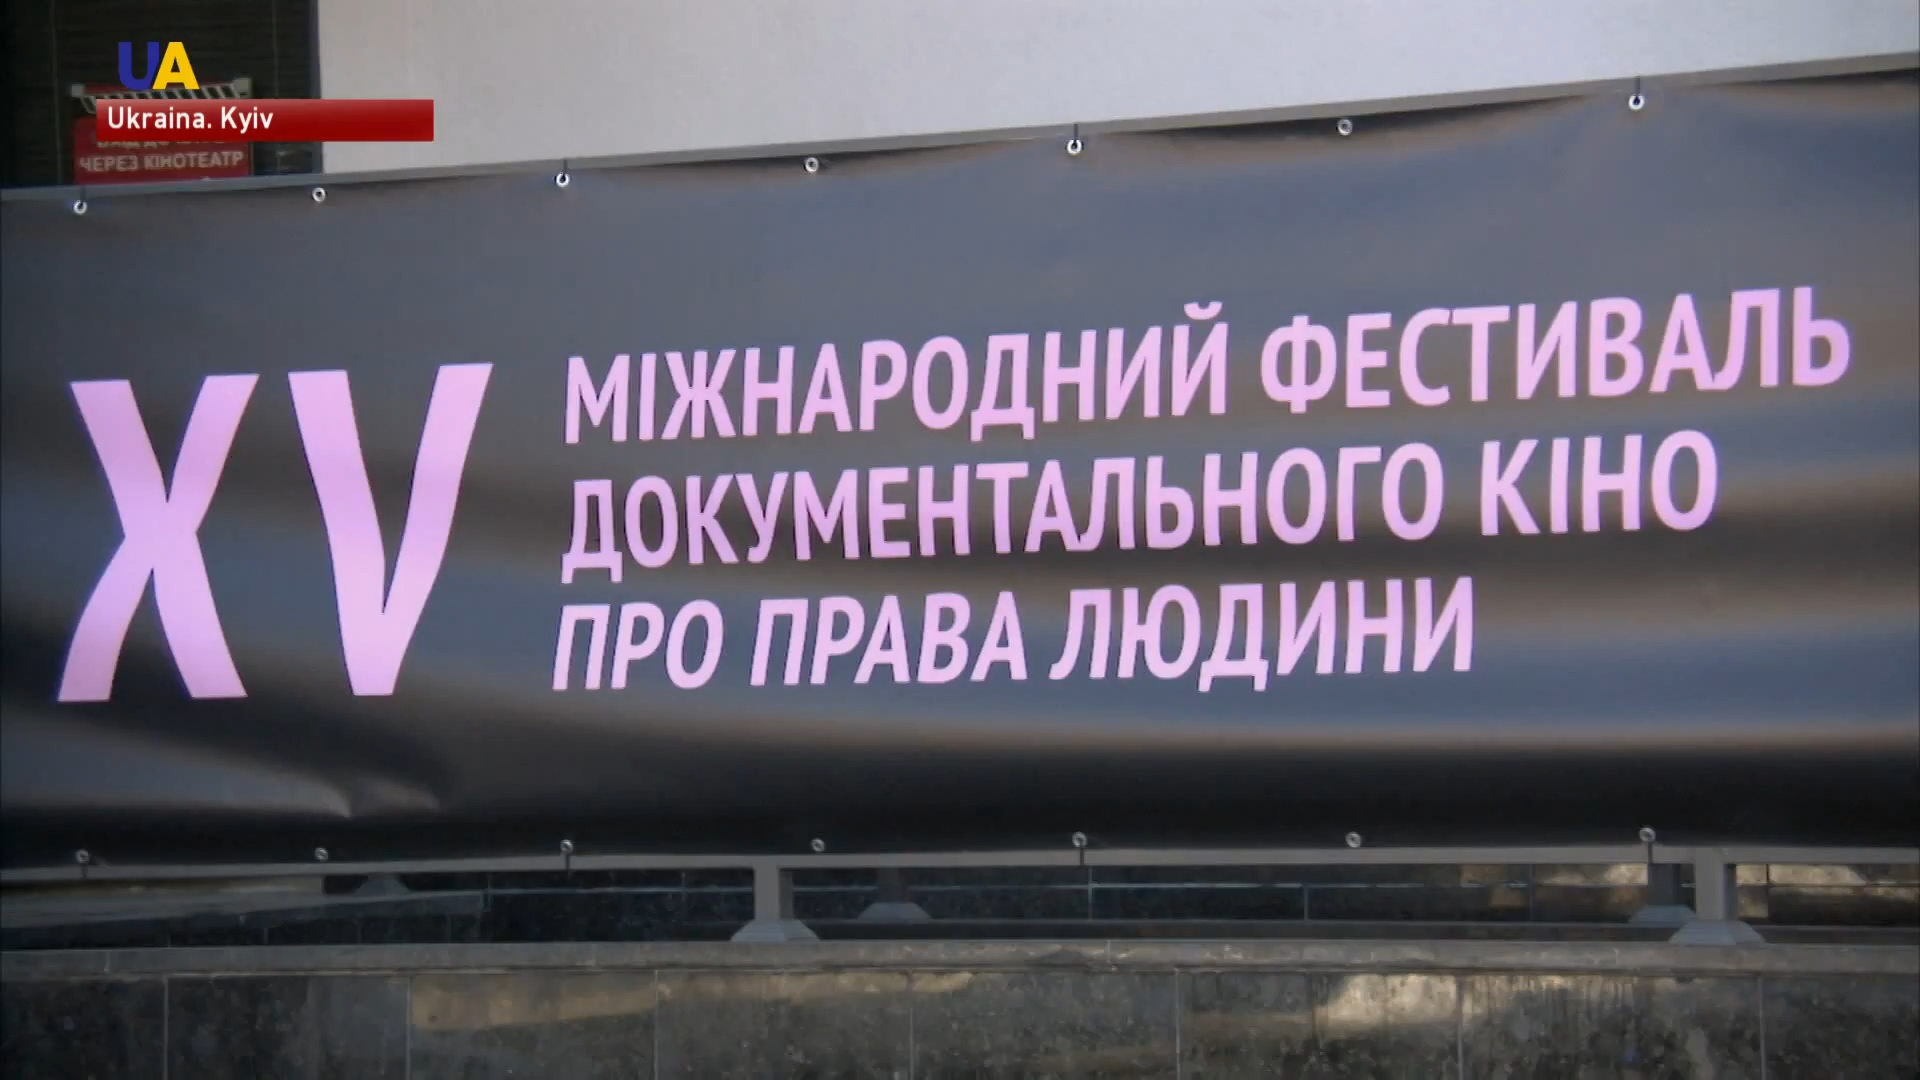 UA
Ukraina. Kyiv
ЧЕРЕЗ КІНОТЕАТР
XV
МІЖНАРОДНИЙ ФЕСТИВАЛЬ
ДОКУМЕНТАЛЬНОГО КІНО
ПРО ПРАВА ЛЮДИНИ